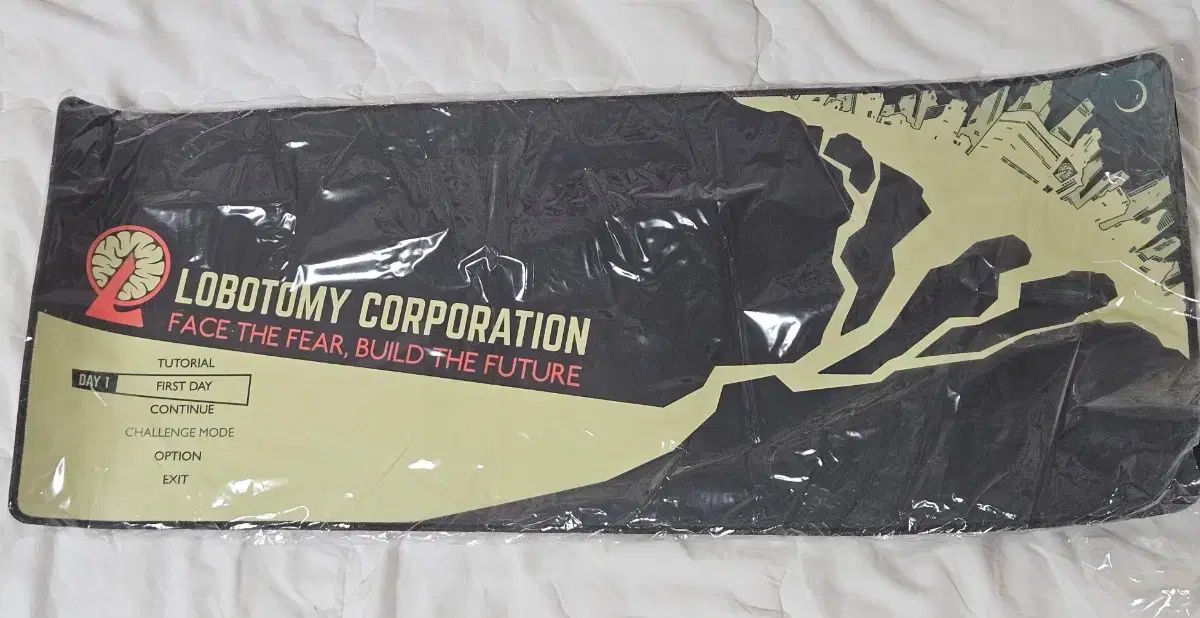 LOBOTOMY CORPORATION
FACE THE FEAR, BUILD THE FUTURE
TUTORIAL
DAY 1 FIRST DAY
CONTINUE
CHALLENGE MODE
OPTION
EXIT